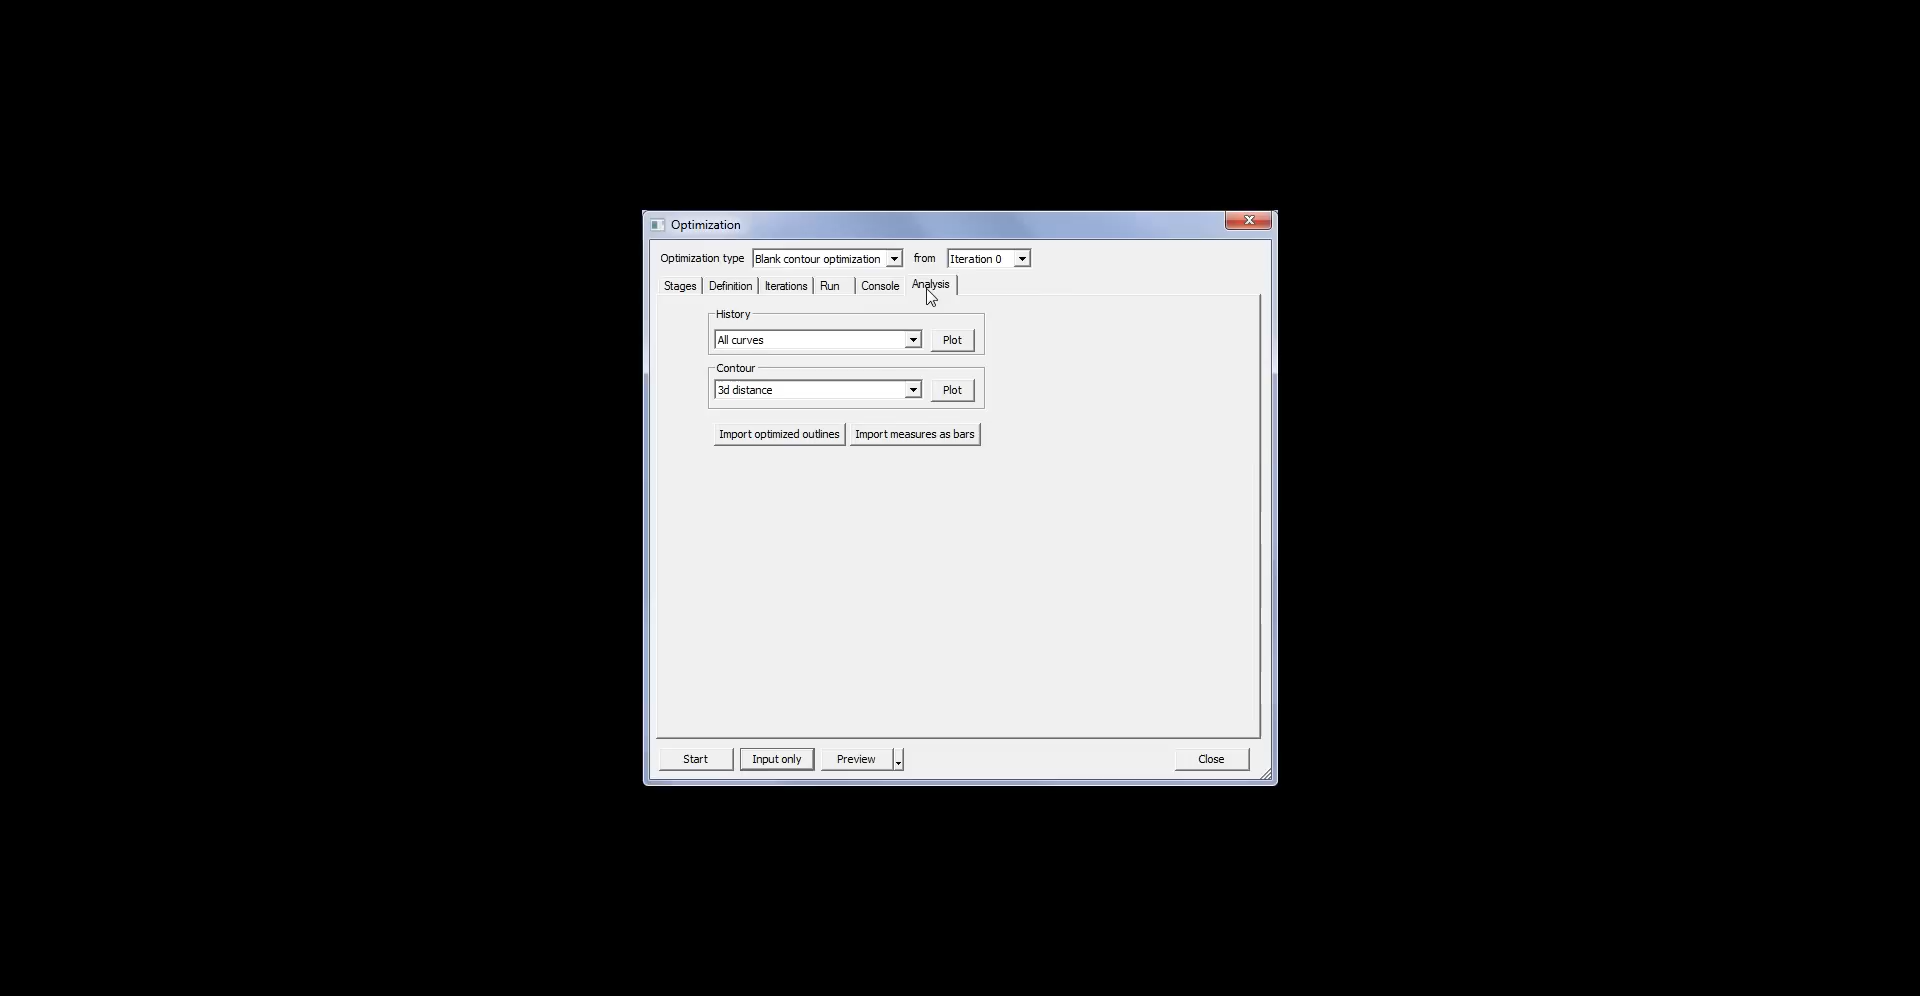 Optimization
Optimization type Blank contour optimization from Iteration 0
Stages Definition Iterations Run Console Analysis
History
All curves Plot
Contour
3d distance Plot
Import optimized outlines Import measures as bars
Start Input only Preview Close